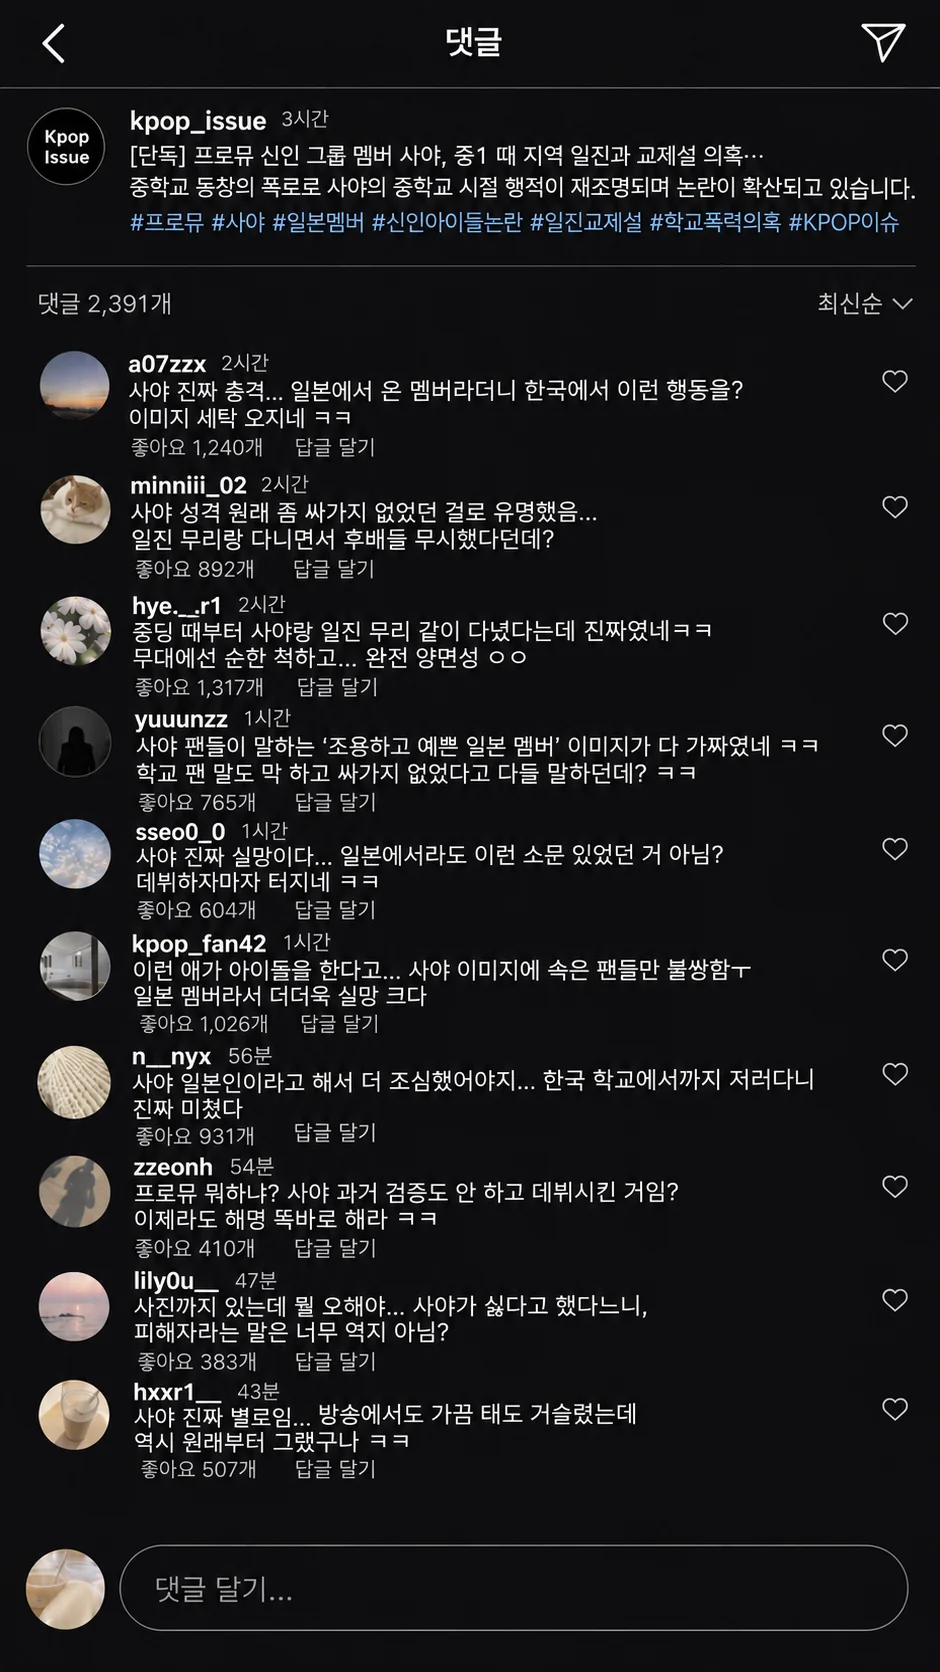 댓글
Kpop
Issue
kpop_issue 3시간
[단독] 프로뮤 신인 그룹 멤버 사야, 중1 때 지역 일진과 교제설 의혹…
중학교 동창의 폭로로 사야의 중학교 시절 행적이 재조명되며 논란이 확산되고 있습니다.
#프로뮤 #사야 #일본멤버 #신인아이들논란 #일진교제설 #학교폭력의혹 #KPOP이슈
댓글 2,391개 최신순
a07zzx 2시간
사야 진짜 충격... 일본에서 온 멤버라더니 한국에서 이런 행동을?
이미지 세탁 오지네 ㅋㅋ
좋아요 1,240개 답글 달기
minniii_02 2시간
사야 성격 원래 좀 싸가지 없었던 걸로 유명했음...
일진 무리랑 다니면서 후배들 무시했다던데?
좋아요 892개 답글 달기
hye._.r1 2시간
중딩 때부터 사야랑 일진 무리 같이 다녔다는데 진짜였네ㅋㅋ
무대에선 순한 척하고... 완전 양면성 ㅇㅇ
좋아요 1,317개 답글 달기
yuuunzz 1시간
사야 팬들이 말하는 ‘조용하고 예쁜 일본 멤버’ 이미지가 다 가짜였네 ㅋㅋ
학교 팬 말도 막 하고 싸가지 없었다고 다들 말하던데? ㅋㅋ
좋아요 765개 답글 달기
sseo0_0 1시간
사야 진짜 실망이다... 일본에서라도 이런 소문 있었던 거 아님?
데뷔하자마자 터지네 ㅋㅋ
좋아요 604개 답글 달기
kpop_fan42 1시간
이런 애가 아이돌을 한다고... 사야 이미지에 속은 팬들만 불쌍함ㅜ
일본 멤버라서 더더욱 실망 크다
좋아요 1,026개 답글 달기
n__nyx 56분
사야 일본인이라고 해서 더 조심했어야지... 한국 학교에서까지 저러다니
진짜 미쳤다
좋아요 931개 답글 달기
zzeonh 54분
프로뮤 뭐하냐? 사야 과거 검증도 안 하고 데뷔시킨 거임?
이제라도 해명 똑바로 해라 ㅋㅋ
좋아요 410개 답글 달기
lily0u__ 47분
사진까지 있는데 뭘 오해야... 사야가 싫다고 했다느니,
피해자라는 말은 너무 역지 아님?
좋아요 383개 답글 달기
hxxr1__ 43분
사야 진짜 별로임... 방송에서도 가끔 태도 거슬렸는데
역시 원래부터 그랬구나 ㅋㅋ
좋아요 507개 답글 달기
댓글 달기...